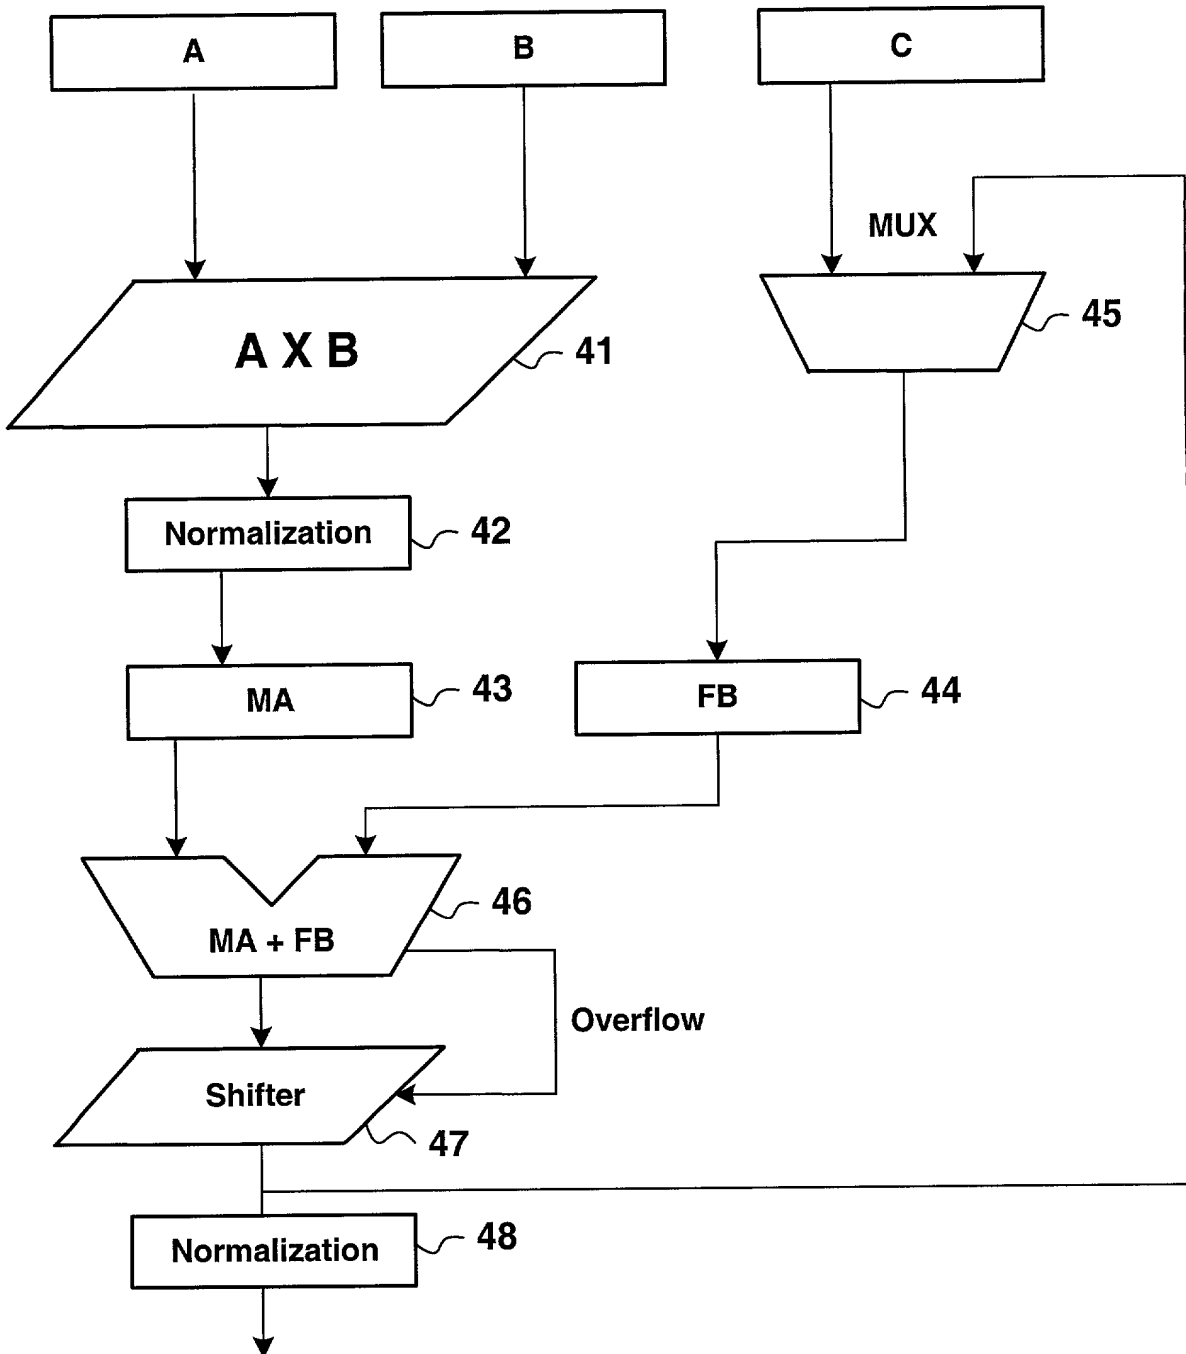 A
B
C
MUX
45
A X B
41
Normalization
42
MA
43
FB
44
MA + FB
46
Overflow
Shifter
47
Normalization
48